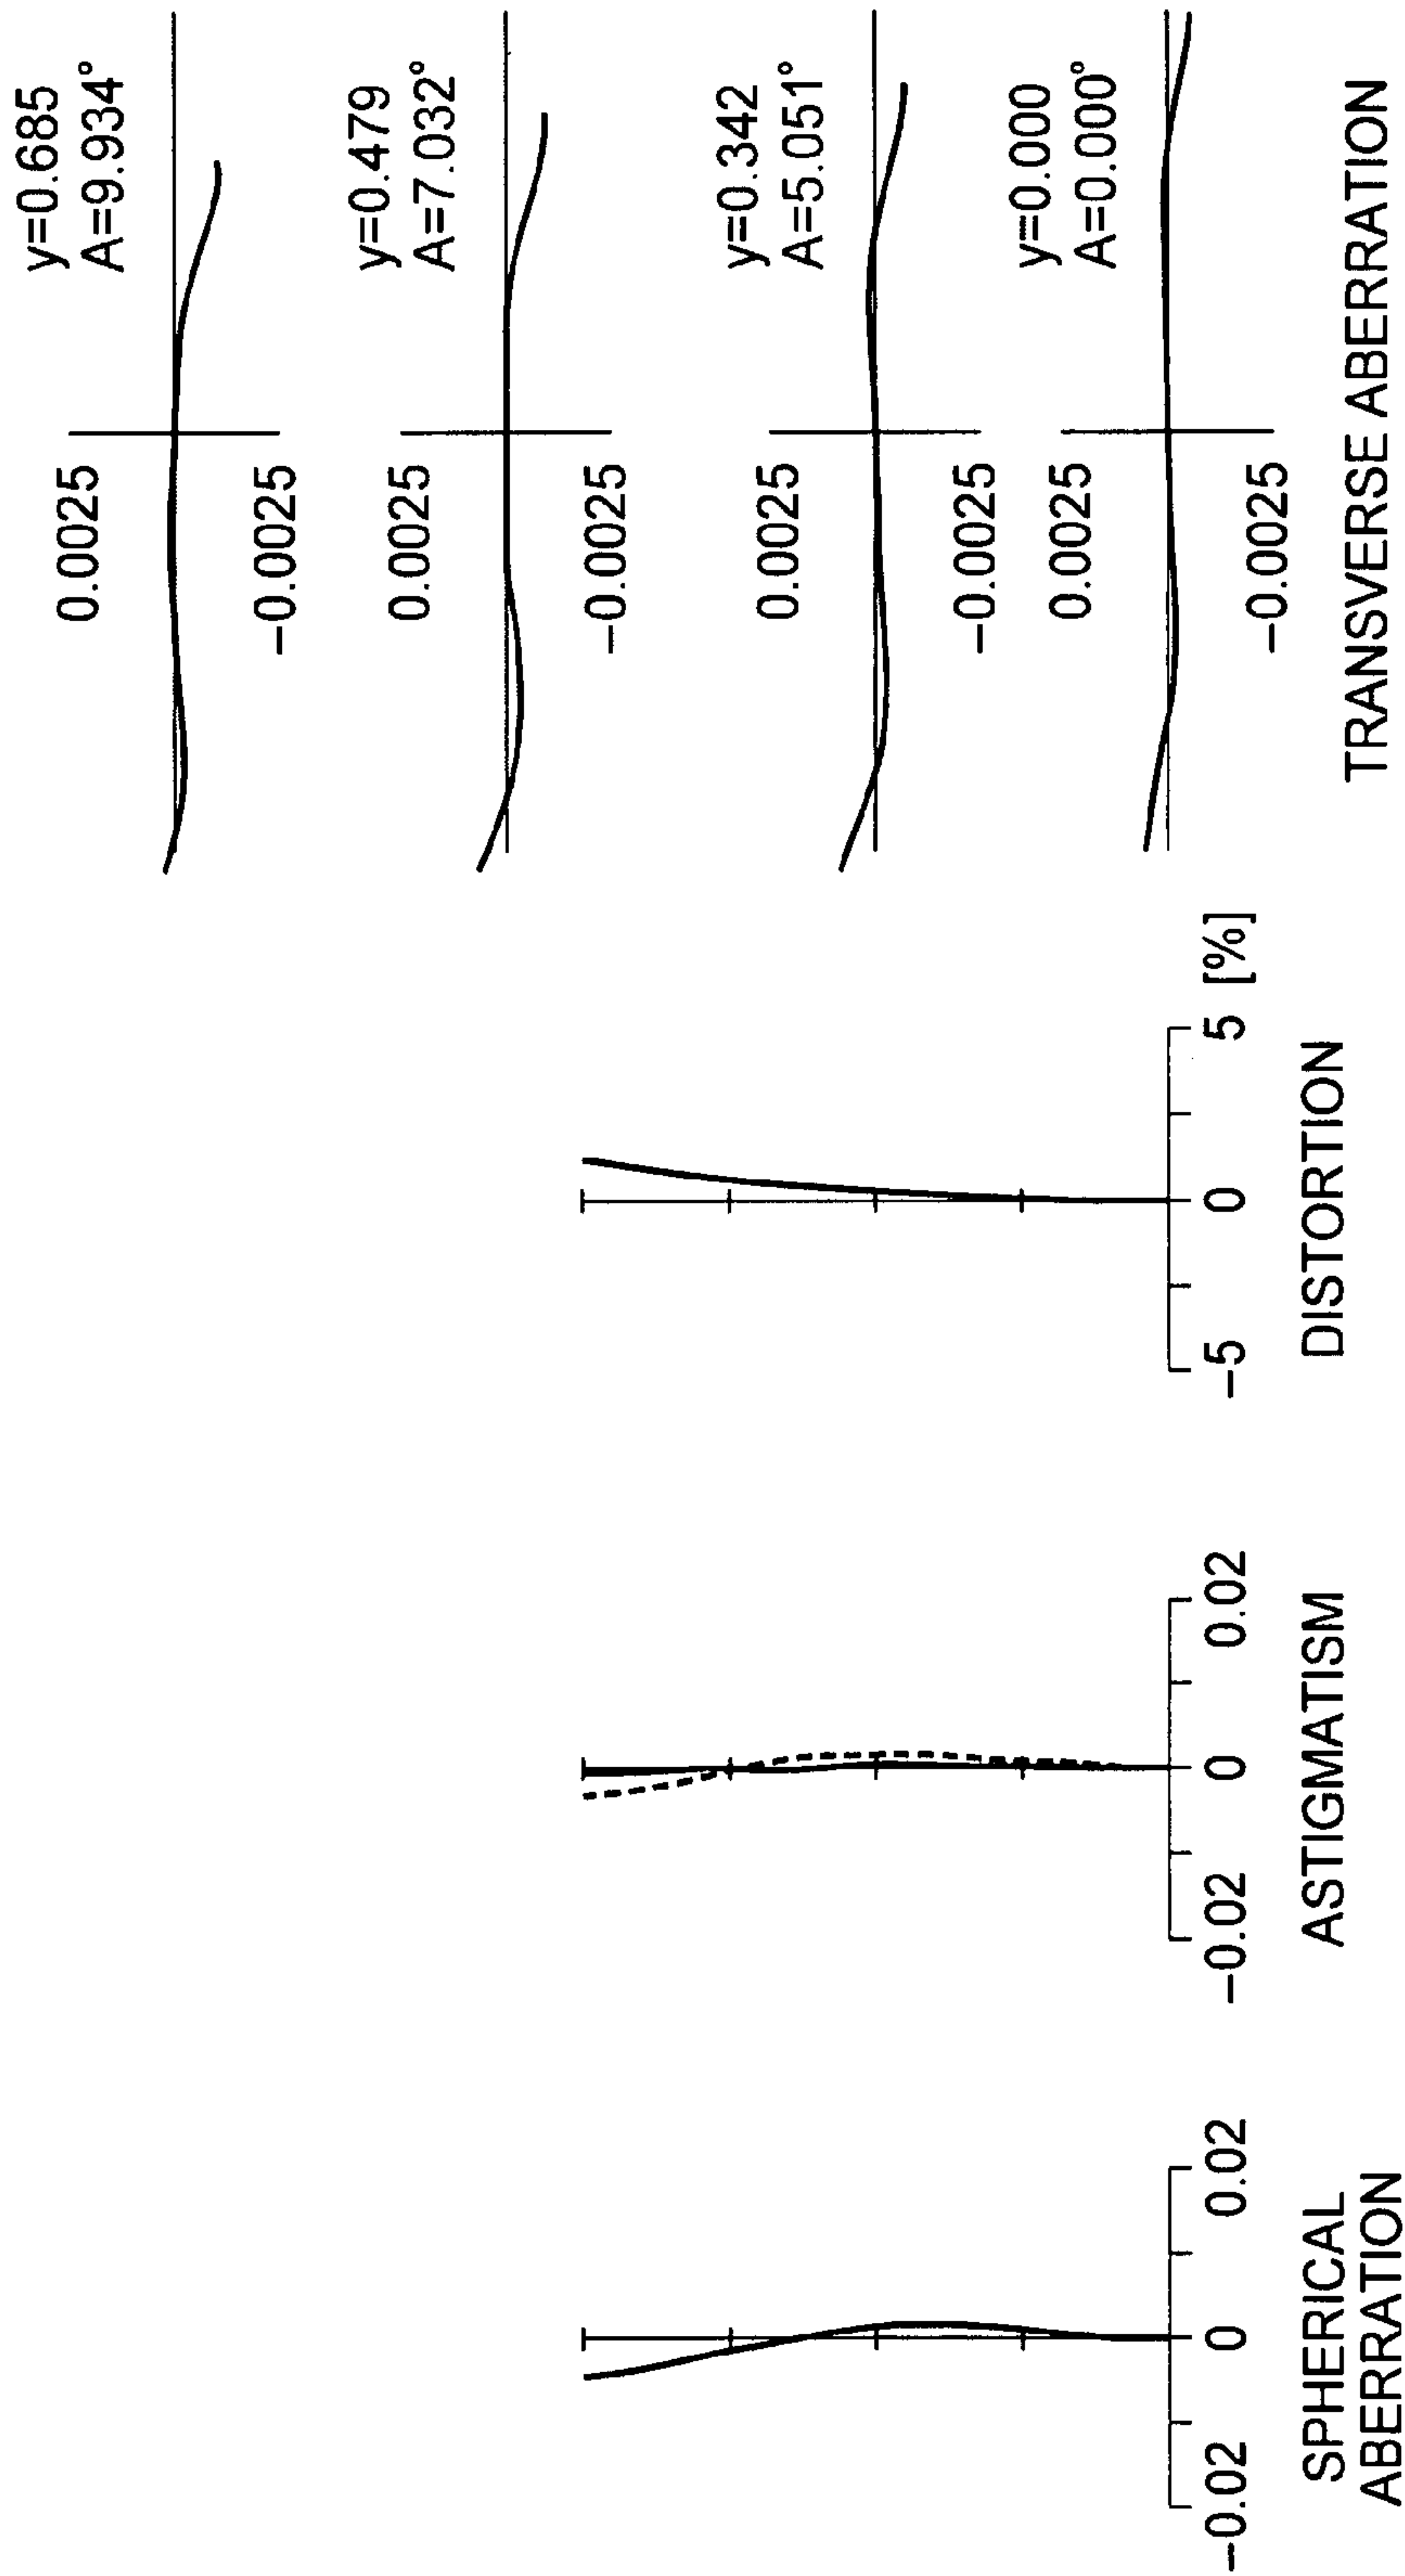 y=0.685
A=9.934°
0.0025
−0.0025
y=0.479
A=7.032°
0.0025
−0.0025
y=0.342
A=5.051°
0.0025
−0.0025
y=0.000
A=0.000°
0.0025
−0.0025
TRANSVERSE ABERRATION
−5 0 5 [%]
DISTORTION
−0.02 0 0.02
ASTIGMATISM
−0.02 0 0.02
SPHERICAL
ABERRATION